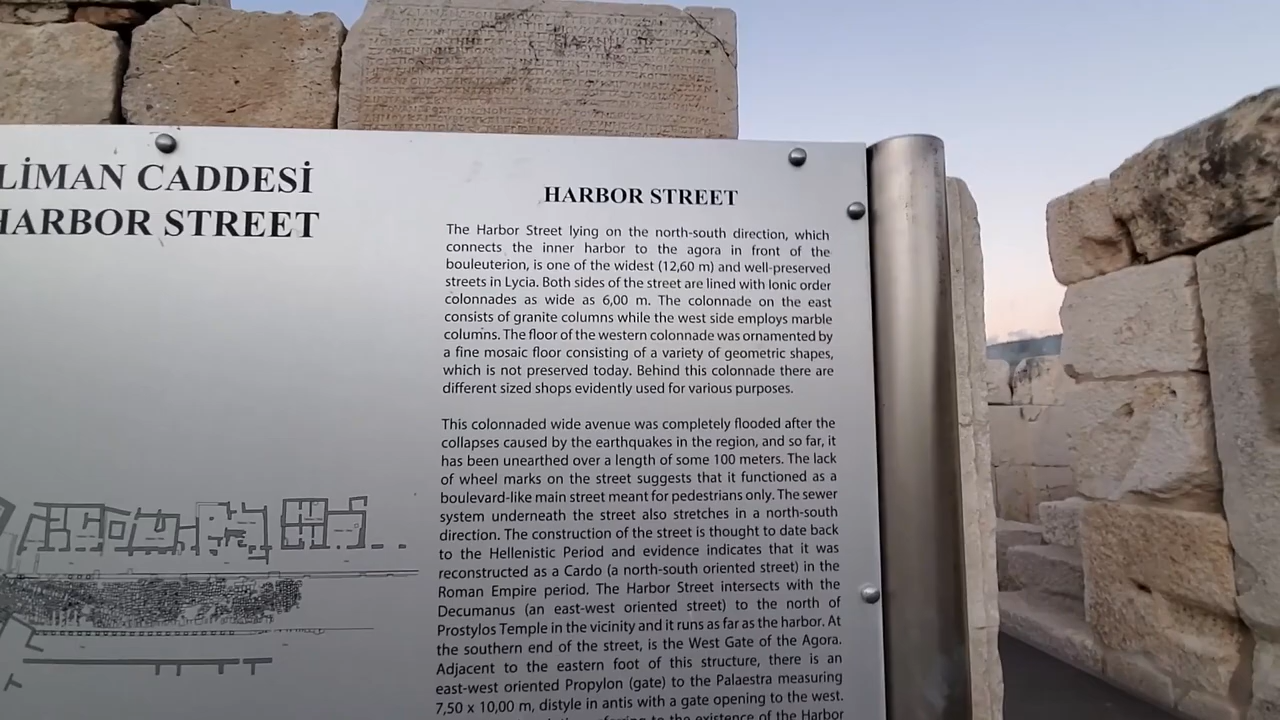 LİMAN CADDESİ
HARBOR STREET
HARBOR STREET
The Harbor Street lying on the north-south direction, which
connects the inner harbor to the agora in front of the
bouleuterion, is one of the widest (12,60 m) and well-preserved
streets in Lycia. Both sides of the street are lined with Ionic order
colonnades as wide as 6,00 m. The colonnade on the east
consists of granite columns while the west side employs marble
columns. The floor of the western colonnade was ornamented by
a fine mosaic floor consisting of a variety of geometric shapes,
which is not preserved today. Behind this colonnade there are
different sized shops evidently used for various purposes.
This colonnaded wide avenue was completely flooded after the
collapses caused by the earthquakes in the region, and so far, it
has been unearthed over a length of some 100 meters. The lack
of wheel marks on the street suggests that it functioned as a
boulevard-like main street meant for pedestrians only. The sewer
system underneath the street also stretches in a north-south
direction. The construction of the street is thought to date back
to the Hellenistic Period and evidence indicates that it was
reconstructed as a Cardo (a north-south oriented street) in the
Roman Empire period. The Harbor Street intersects with the
Decumanus (an east-west oriented street) to the north of
Prostylos Temple in the vicinity and it runs as far as the harbor. At
the southern end of the street, is the West Gate of the Agora.
Adjacent to the eastern foot of this structure, there is an
east-west oriented Propylon (gate) to the Palaestra measuring
7,50 x 10,00 m, distyle in antis with a gate opening to the west.
to the existence of the Harbor